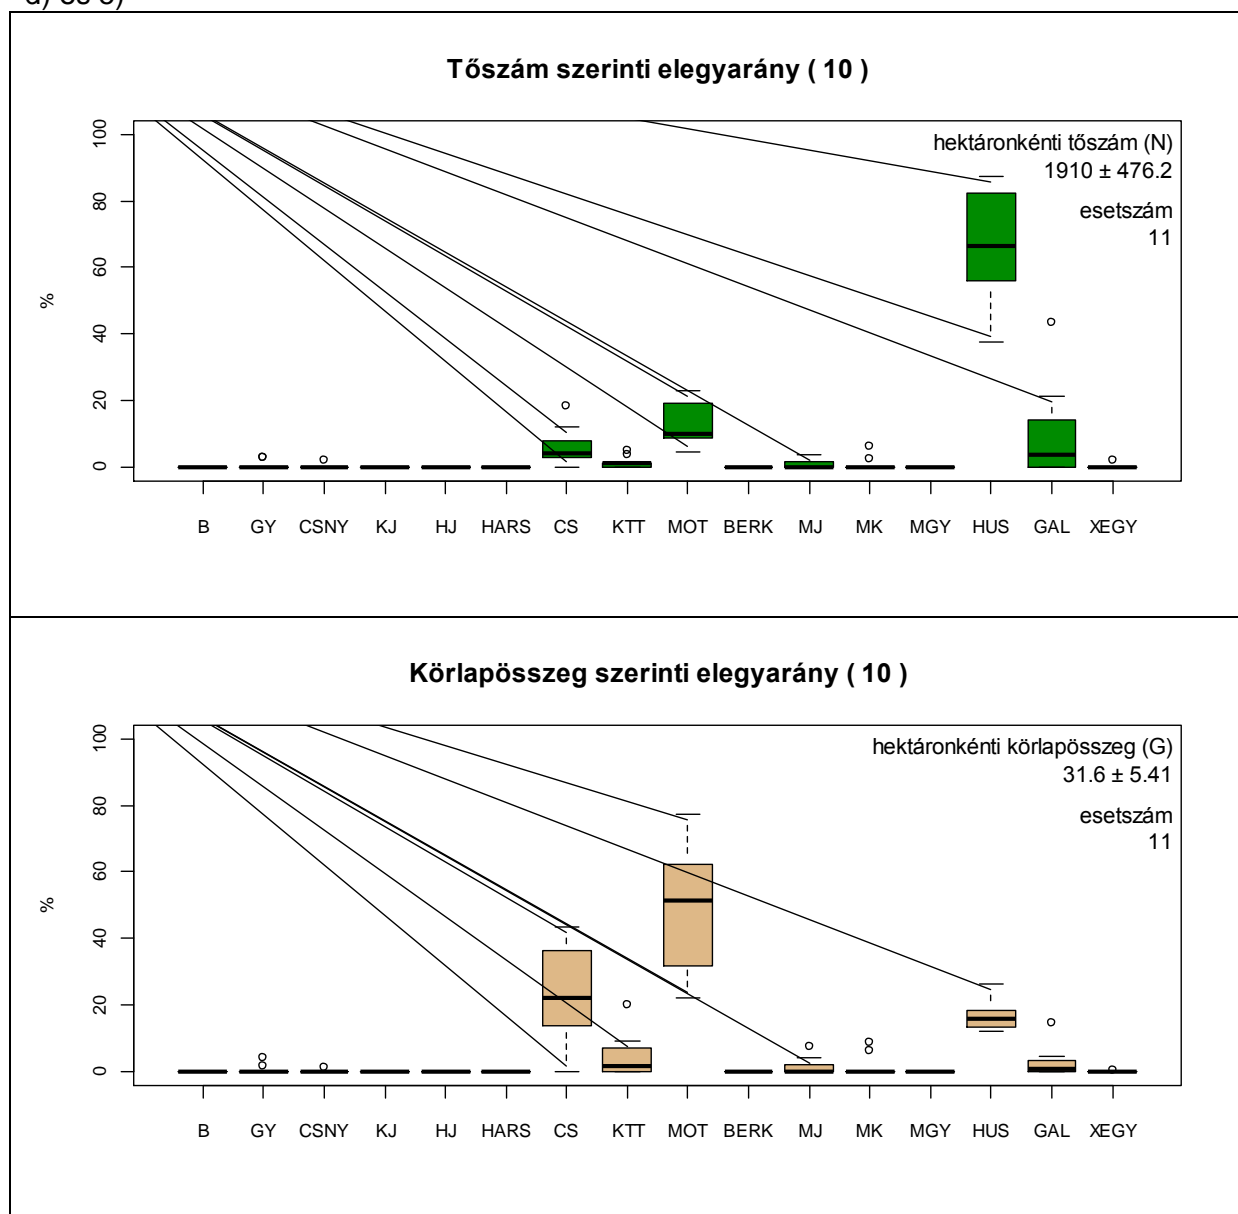 d) és e)
Tőszám szerinti elegyarány ( 10 )
hektáronkénti tőszám (N)
1910 ± 476.2
esetszám
11
%
100
80
60
40
20
0
B GY CSNY KJ HJ HARS CS KTT MOT BERK MJ MK MGY HUS GAL XEGY
Körlapösszeg szerinti elegyarány ( 10 )
hektáronkénti körlapösszeg (G)
31.6 ± 5.41
esetszám
11
%
100
80
60
40
20
0
B GY CSNY KJ HJ HARS CS KTT MOT BERK MJ MK MGY HUS GAL XEGY